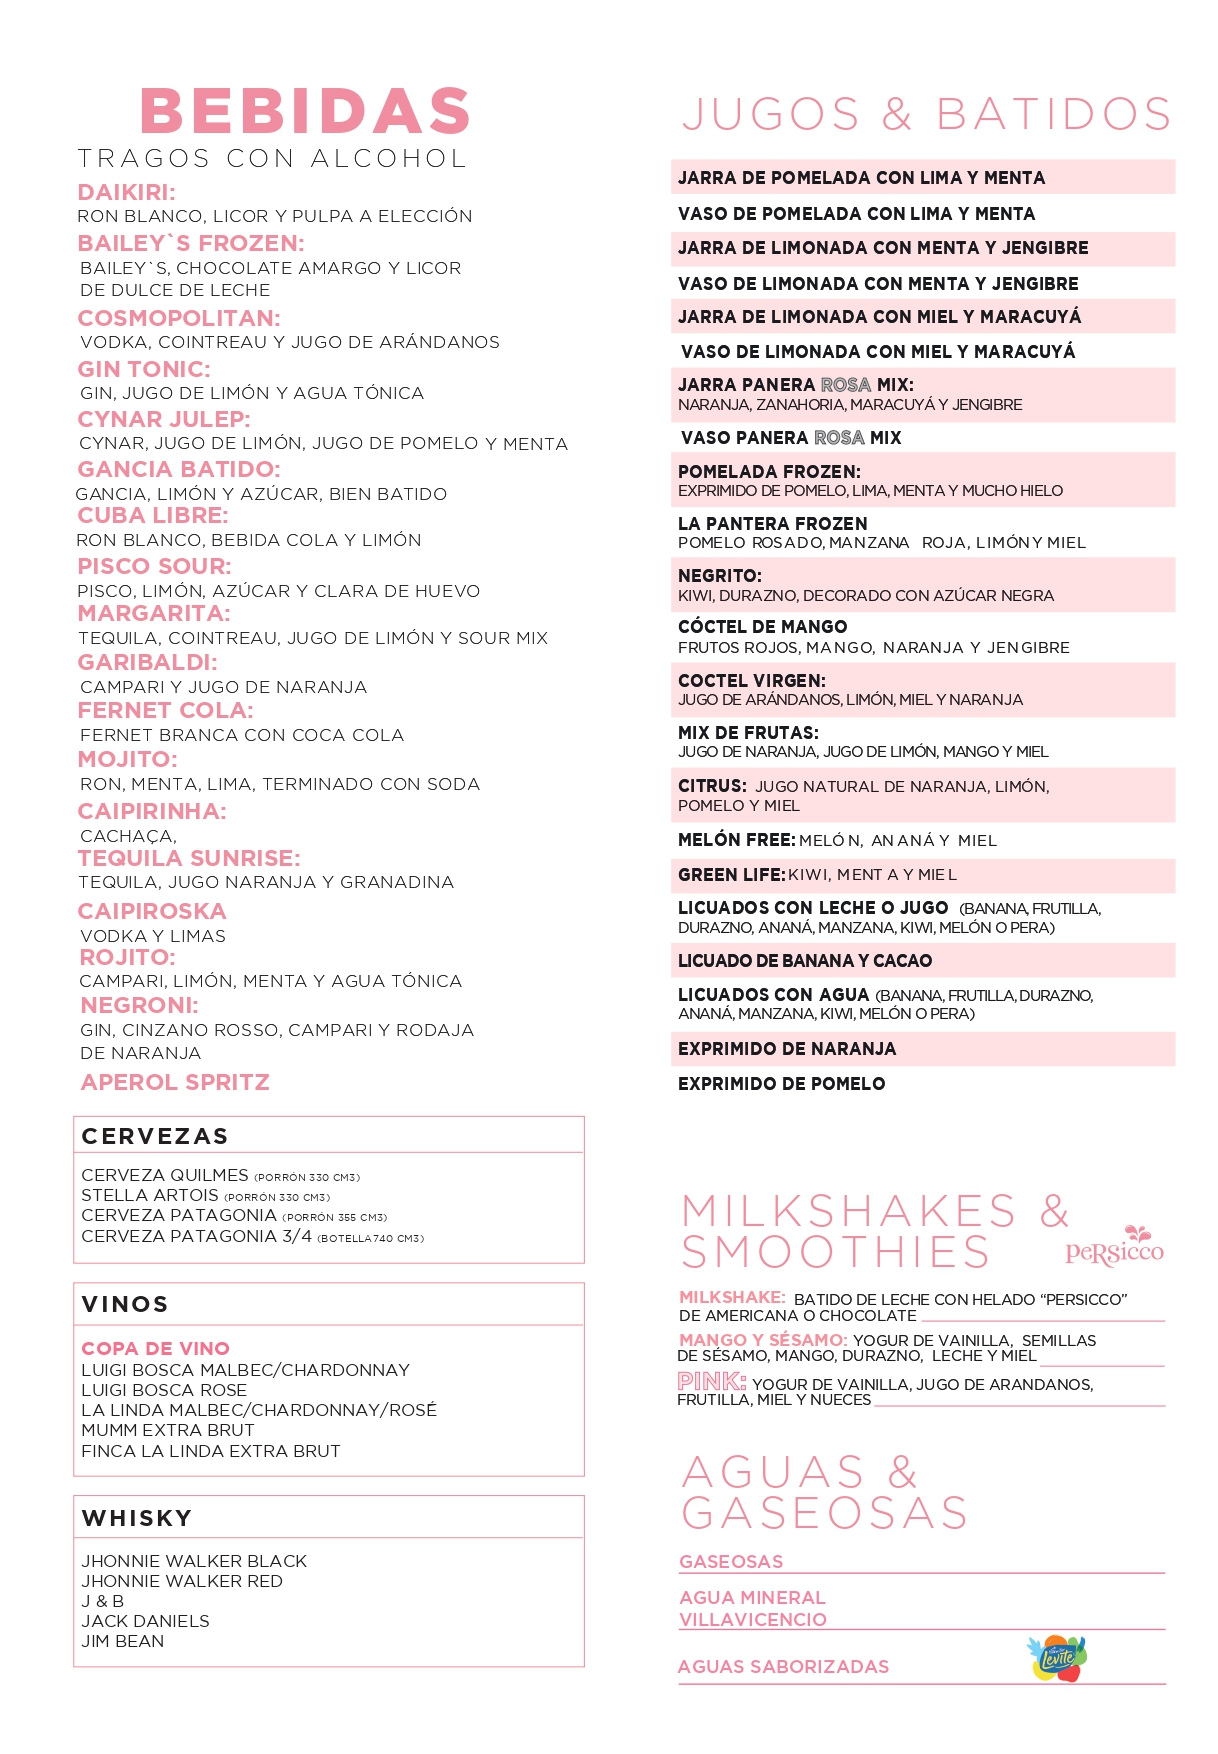 BEBIDAS
TRAGOS CON ALCOHOL
DAIKIRI:
RON BLANCO, LICOR Y PULPA A ELECCIÓN
BAILEY`S FROZEN:
BAILEY`S, CHOCOLATE AMARGO Y LICOR
DE DULCE DE LECHE
COSMOPOLITAN:
VODKA, COINTREAU Y JUGO DE ARÁNDANOS
GIN TONIC:
GIN, JUGO DE LIMÓN Y AGUA TÓNICA
CYNAR JULEP:
CYNAR, JUGO DE LIMÓN, JUGO DE POMELO Y MENTA
GANCIA BATIDO:
GANCIA, LIMÓN Y AZÚCAR, BIEN BATIDO
CUBA LIBRE:
RON BLANCO, BEBIDA COLA Y LIMÓN
PISCO SOUR:
PISCO, LIMÓN, AZÚCAR Y CLARA DE HUEVO
MARGARITA:
TEQUILA, COINTREAU, JUGO DE LIMÓN Y SOUR MIX
GARIBALDI:
CAMPARI Y JUGO DE NARANJA
FERNET COLA:
FERNET BRANCA CON COCA COLA
MOJITO:
RON, MENTA, LIMA, TERMINADO CON SODA
CAIPIRINHA:
CACHAÇA,
TEQUILA SUNRISE:
TEQUILA, JUGO NARANJA Y GRANADINA
CAIPIROSKA
VODKA Y LIMAS
ROJITO:
CAMPARI, LIMÓN, MENTA Y AGUA TÓNICA
NEGRONI:
GIN, CINZANO ROSSO, CAMPARI Y RODAJA
DE NARANJA
APEROL SPRITZ
CERVEZAS
CERVEZA QUILMES (PORRÓN 330 CM3)
STELLA ARTOIS (PORRÓN 330 CM3)
CERVEZA PATAGONIA (PORRÓN 355 CM3)
CERVEZA PATAGONIA 3/4 (BOTELLA740 CM3)
VINOS
COPA DE VINO
LUIGI BOSCA MALBEC/CHARDONNAY
LUIGI BOSCA ROSE
LA LINDA MALBEC/CHARDONNAY/ROSÉ
MUMM EXTRA BRUT
FINCA LA LINDA EXTRA BRUT
WHISKY
JHONNIE WALKER BLACK
JHONNIE WALKER RED
J & B
JACK DANIELS
JIM BEAN
JUGOS & BATIDOS
JARRA DE POMELADA CON LIMA Y MENTA
VASO DE POMELADA CON LIMA Y MENTA
JARRA DE LIMONADA CON MENTA Y JENGIBRE
VASO DE LIMONADA CON MENTA Y JENGIBRE
JARRA DE LIMONADA CON MIEL Y MARACUYÁ
VASO DE LIMONADA CON MIEL Y MARACUYÁ
JARRA PANERA ROSA MIX:
NARANJA, ZANAHORIA, MARACUYÁ Y JENGIBRE
VASO PANERA ROSA MIX
POMELADA FROZEN:
EXPRIMIDO DE POMELO, LIMA, MENTA Y MUCHO HIELO
LA PANTERA FROZEN
POMELO ROSADO, MANZANA ROJA, LIMÓN Y MIEL
NEGRITO:
KIWI, DURAZNO, DECORADO CON AZÚCAR NEGRA
CÓCTEL DE MANGO
FRUTOS ROJOS, MANGO, NARANJA Y JENGIBRE
COCTEL VIRGEN:
JUGO DE ARÁNDANOS, LIMÓN, MIEL Y NARANJA
MIX DE FRUTAS:
JUGO DE NARANJA, JUGO DE LIMÓN, MANGO Y MIEL
CITRUS: JUGO NATURAL DE NARANJA, LIMÓN,
POMELO Y MIEL
MELÓN FREE: MELÓN, ANANÁ Y MIEL
GREEN LIFE: KIWI, MENTA Y MIEL
LICUADOS CON LECHE O JUGO (BANANA, FRUTILLA,
DURAZNO, ANANÁ, MANZANA, KIWI, MELÓN O PERA)
LICUADO DE BANANA Y CACAO
LICUADOS CON AGUA (BANANA, FRUTILLA, DURAZNO,
ANANÁ, MANZANA, KIWI, MELÓN O PERA)
EXPRIMIDO DE NARANJA
EXPRIMIDO DE POMELO
MILKSHAKES &
SMOOTHIES
PERSICCO
MILKSHAKE: BATIDO DE LECHE CON HELADO “PERSICCO”
DE AMERICANA O CHOCOLATE
MANGO Y SÉSAMO: YOGUR DE VAINILLA, SEMILLAS
DE SÉSAMO, MANGO, DURAZNO, LECHE Y MIEL
PINK: YOGUR DE VAINILLA, JUGO DE ARANDANOS,
FRUTILLA, MIEL Y NUECES
AGUAS &
GASEOSAS
GASEOSAS
AGUA MINERAL
VILLAVICENCIO
AGUAS SABORIZADAS
Levité